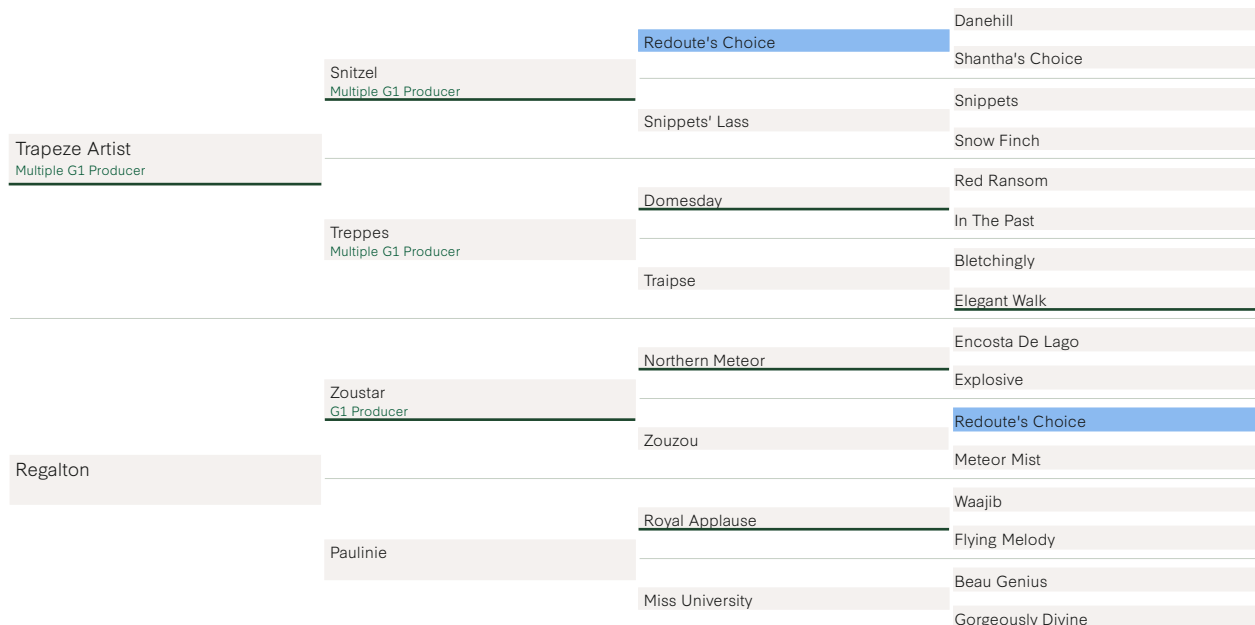 Trapeze Artist
Multiple G1 Producer
Regalton
Snitzel
Multiple G1 Producer
Treppes
Multiple G1 Producer
Zoustar
G1 Producer
Paulinie
Redoute's Choice
Snippets' Lass
Domesday
Traipse
Northern Meteor
Zouzou
Royal Applause
Miss University
Danehill
Shantha's Choice
Snippets
Snow Finch
Red Ransom
In The Past
Bletchingly
Elegant Walk
Encosta De Lago
Explosive
Redoute's Choice
Meteor Mist
Waajib
Flying Melody
Beau Genius
Gorgeously Divine